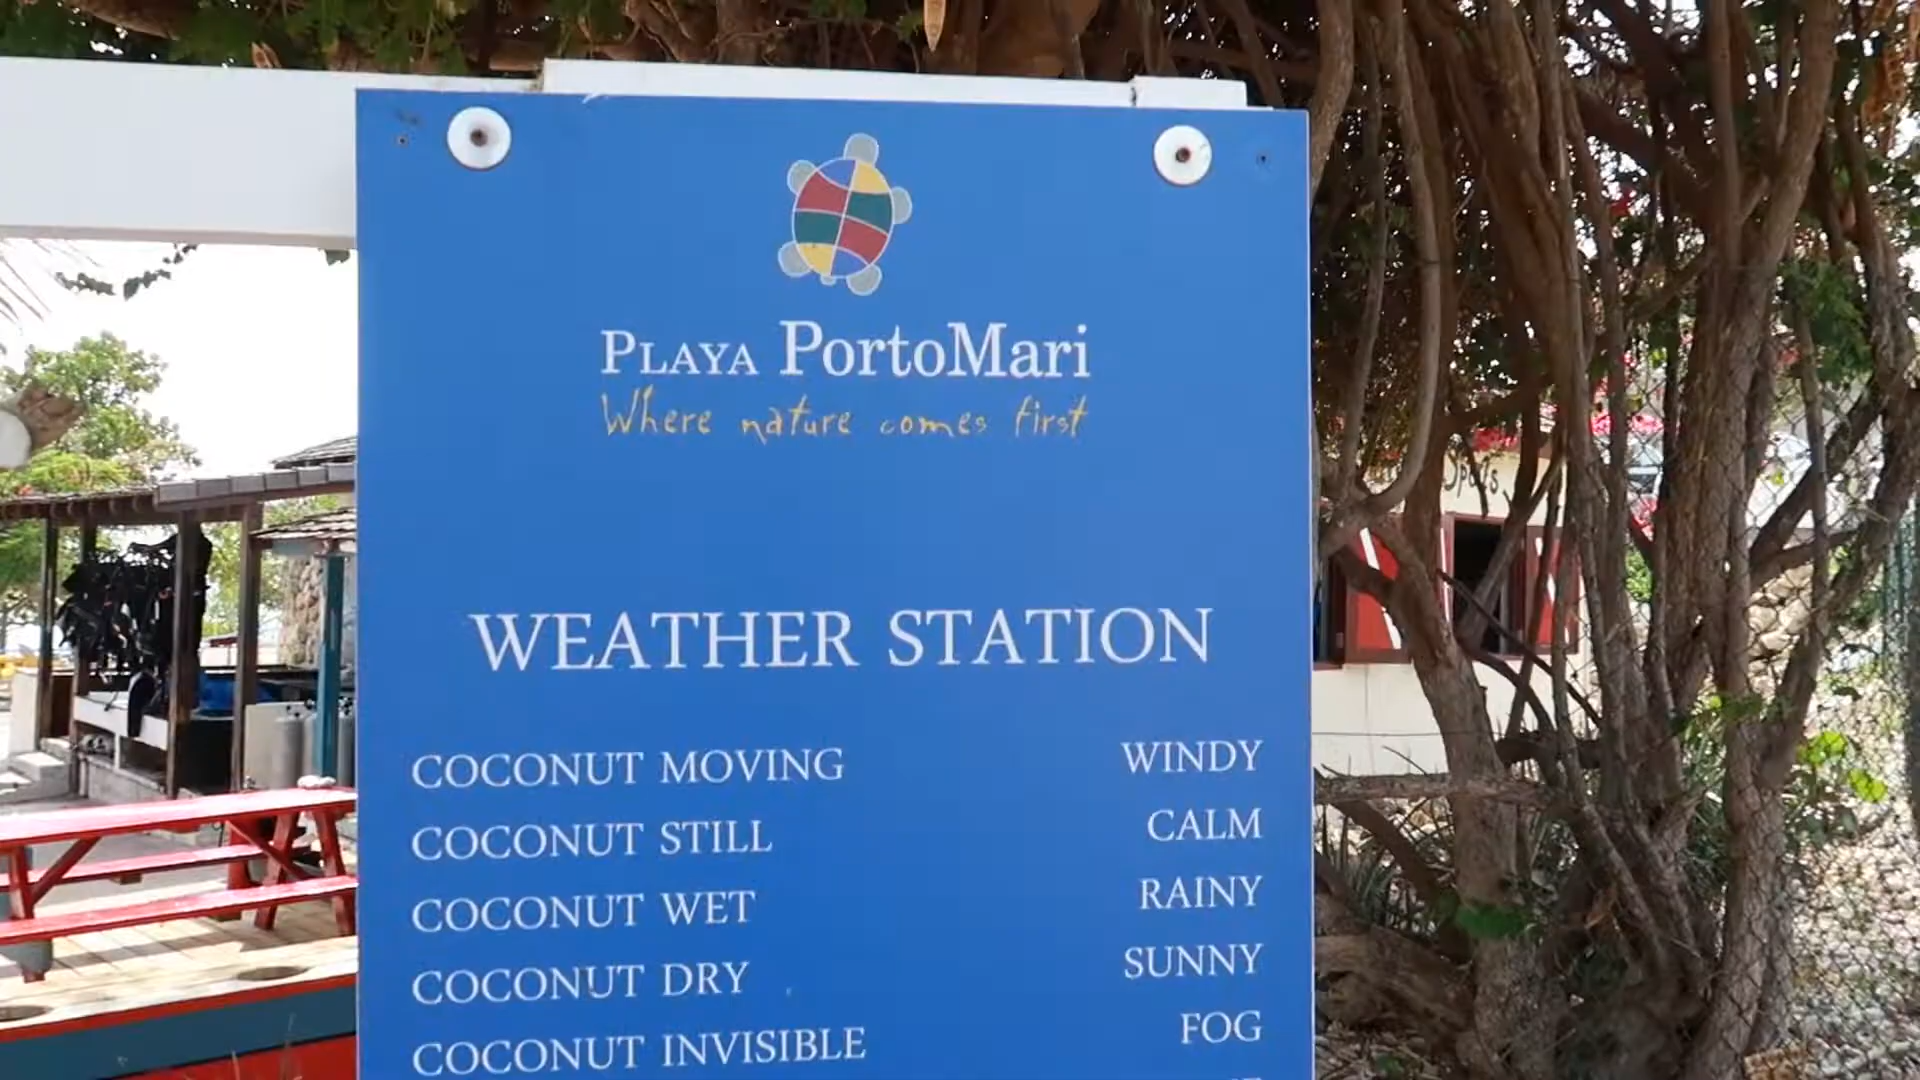 PLAYA PortoMari
Where nature comes first
WEATHER STATION
COCONUT MOVING WINDY
COCONUT STILL CALM
COCONUT WET RAINY
COCONUT DRY SUNNY
COCONUT INVISIBLE FOG